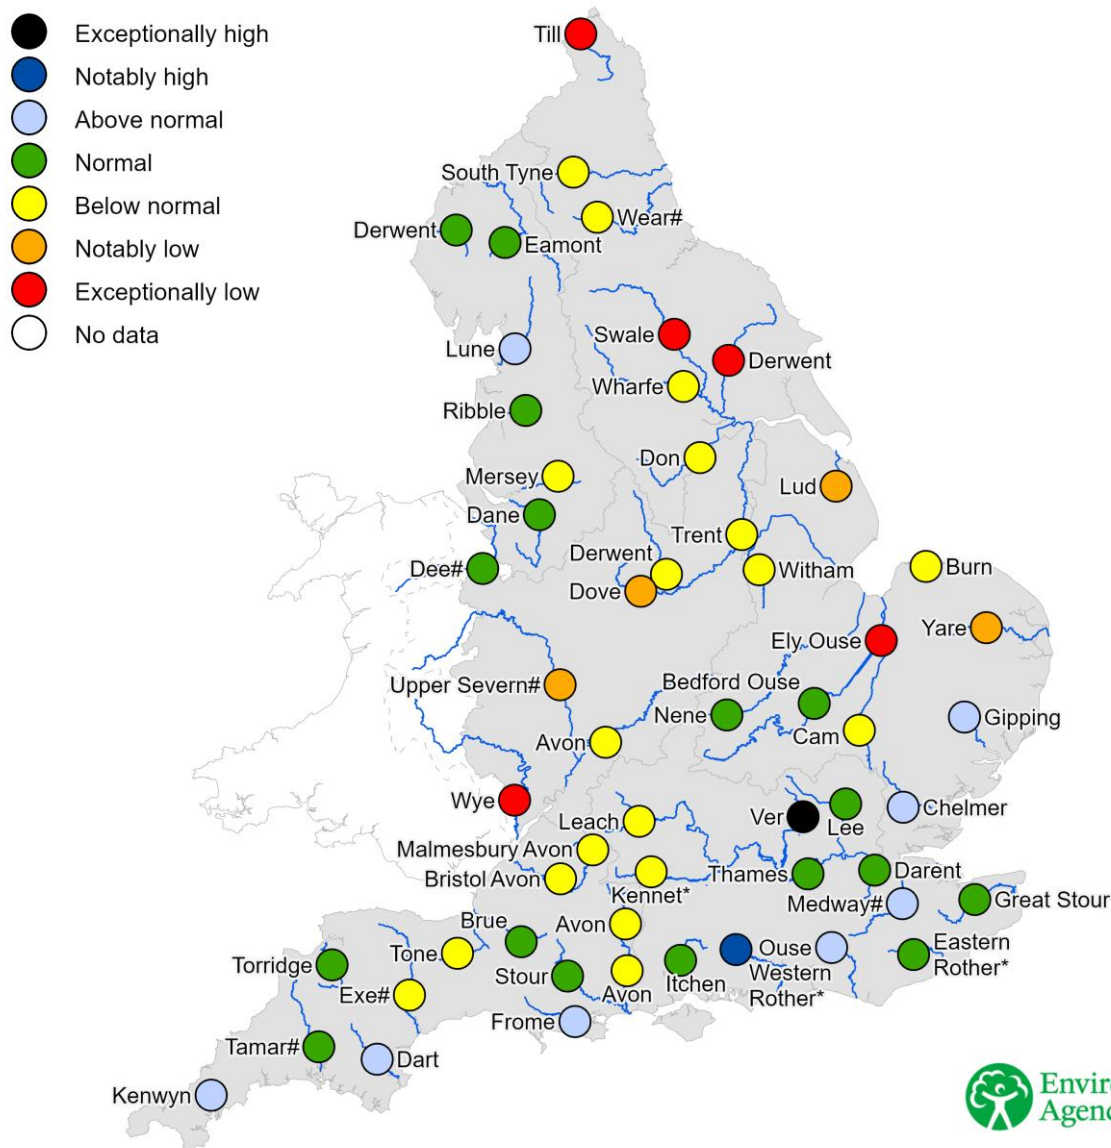 Exceptionally high
Notably high
Above normal
Normal
Below normal
Notably low
Exceptionally low
No data
Till
South Tyne
Wear#
Derwent
Eamont
Lune
Swale
Derwent
Wharfe
Ribble
Don
Mersey
Lud
Dane
Trent
Derwent
Dee#
Witham
Burn
Dove
Yare
Ely Ouse
Upper Severn#
Bedford Ouse
Nene
Gipping
Cam
Avon
Wye
Chelmer
Ver
Lee
Leach
Malmesbury Avon
Bristol Avon
Kennet*
Thames
Darent
Medway#
Great Stour
Brue
Avon
Tone
Ouse
Eastern
Rother*
Western
Rother*
Torridge
Stour
Avon
Itchen
Exe#
Frome
Tamar#
Dart
Kenwyn
Enviro
Agenc